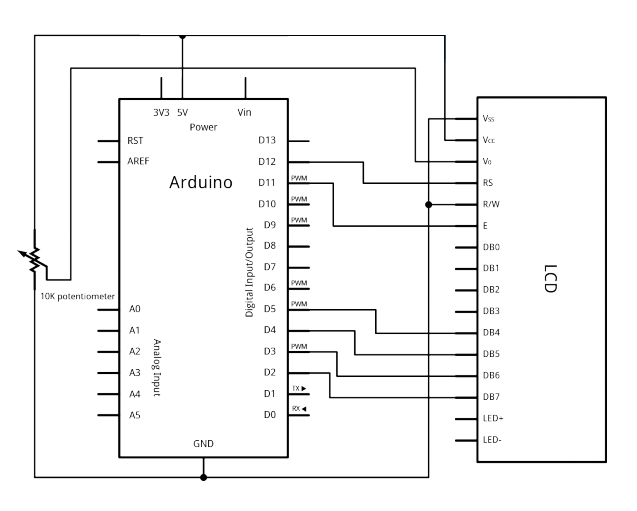 3V3 5V Vin
Power
RST
AREF
Arduino
10K potentiometer
A0
A1
A2
A3
A4
A5
Analog Input
GND
Digital Input/Output
D13
D12
D11 PWM
D10 PWM
D9 PWM
D8
D7
D6 PWM
D5 PWM
D4
D3 PWM
D2
D1 TX ▶
D0 RX ◀
Vss
Vcc
V0
RS
R/W
E
DB0
DB1
DB2
DB3
DB4
DB5
DB6
DB7
LED+
LED-
LCD